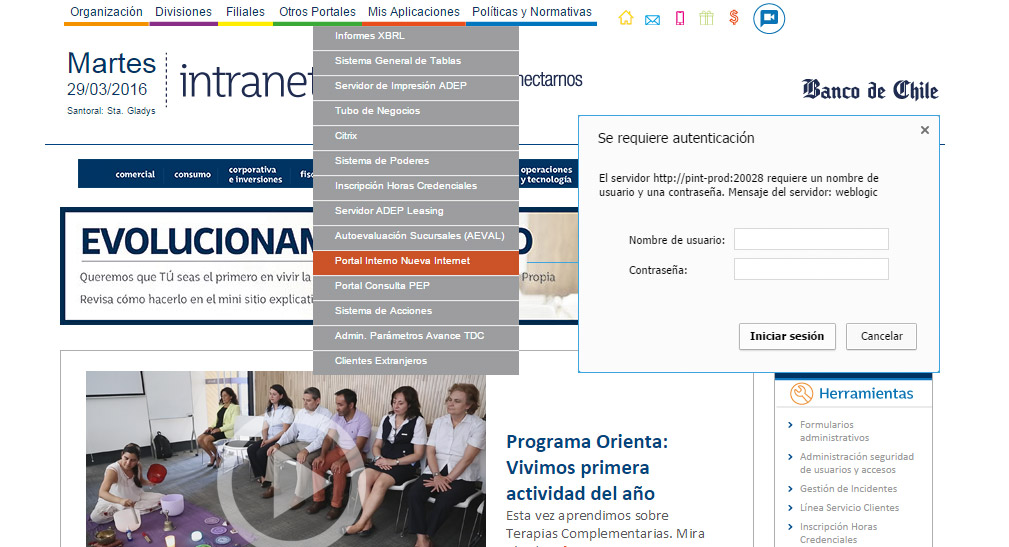 Organización Divisiones Filiales Otros Portales Mis Aplicaciones Políticas y Normativas
Martes
29/03/2016
Santoral: Sta. Gladys
intranet
nectarnos
Banco de Chile
Informes XBRL
Sistema General de Tablas
Servidor de Impresión ADEP
Tubo de Negocios
Citrix
Sistema de Poderes
Inscripción Horas Credenciales
Servidor ADEP Leasing
Autoevaluación Sucursales (AEVAL)
Portal Interno Nueva Internet
Portal Consulta PEP
Sistema de Acciones
Admin. Parámetros Avance TDC
Clientes Extranjeros
comercial
consumo
corporativa
e inversiones
fisc
operaciones
y tecnología
EVOLUCIONAM
O
Queremos que TÚ seas el primero en vivir la
Propia
Revisa cómo hacerlo en el mini sitio explicati
Se requiere autenticación
El servidor http://pint-prod:20028 requiere un nombre de
usuario y una contraseña. Mensaje del servidor: weblogic
Nombre de usuario:
Contraseña:
Iniciar sesión Cancelar
Programa Orienta:
Vivimos primera
actividad del año
Esta vez aprendimos sobre
Terapias Complementarias. Mira
Herramientas
Formularios
administrativos
Administración seguridad
de usuarios y accesos
Gestión de Incidentes
Línea Servicio Clientes
Inscripción Horas
Credenciales